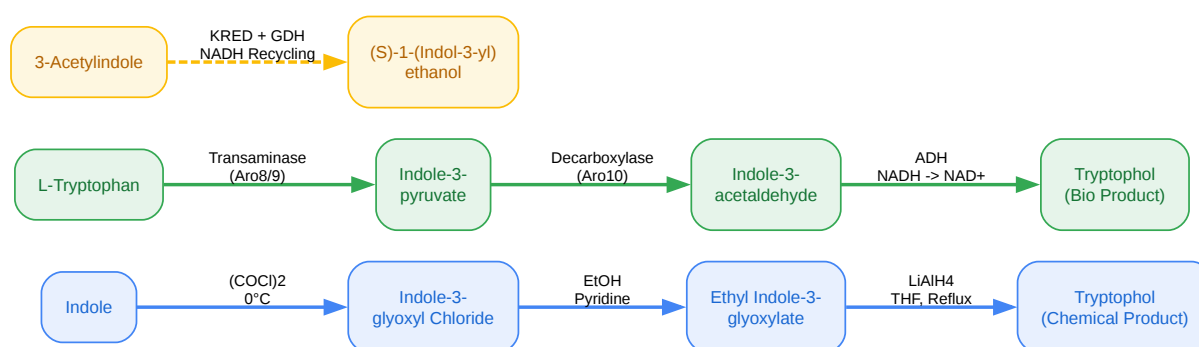 3-Acetylindole
KRED + GDH
NADH Recycling
(S)-1-(Indol-3-yl)
ethanol
L-Tryptophan
Transaminase
(Aro8/9)
Indole-3-
pyruvate
Decarboxylase
(Aro10)
Indole-3-
acetaldehyde
ADH
NADH -> NAD+
Tryptophol
(Bio Product)
Indole
(COCl)2
0°C
Indole-3-
glyoxyl Chloride
EtOH
Pyridine
Ethyl Indole-3-
glyoxylate
LiAlH4
THF, Reflux
Tryptophol
(Chemical Product)